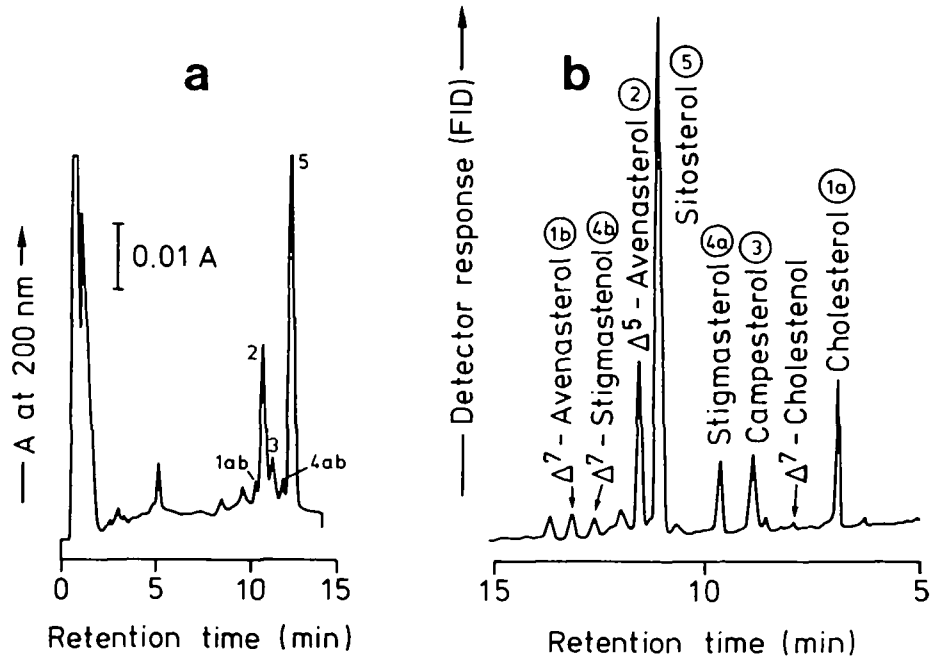 a
A at 200 nm
0.01 A
5
2
3
1ab
4ab
0 5 10 15
Retention time (min)
b
Detector response (FID)
Δ7 - Avenasterol 1b
Δ7 - Stigmastenol 4b
Δ5 - Avenasterol 2
Sitosterol 5
Stigmasterol 4a
Campesterol 3
Δ7 - Cholestenol
Cholesterol 1a
15 10 5
Retention time (min)